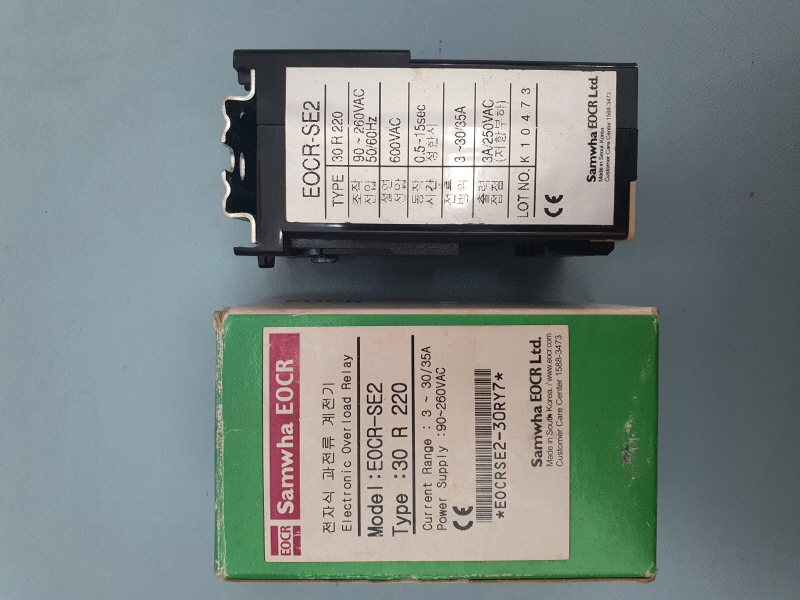 EOCR-SE2
TYPE 30 R 220
조작
전압 90 ~ 260VAC
50/60Hz
절연
전압 600VAC
동작
시간 0.5~15sec
정한시
전류
범위 3 ~30/35A
출력
접점 3A/250VAC
(저항부하)
LOT NO. K 1 0 4 7 3
CE
Samwha EOCR Ltd.
Made in Seoul, Korea
Customer Care Center 1588-3473
EOCR
EOCR Samwha EOCR
전자식 과전류 계전기
Electronic Overload Relay
Model : EOCR-SE2
Type : 30 R 220
Current Range : 3 ~ 30/35A
Power Supply : 90~260VAC
CE
*EOCRSE2-30RY7*
Samwha EOCR Ltd.
Made in South Korea / www.eocr.com
Customer Care Center 1588-3473